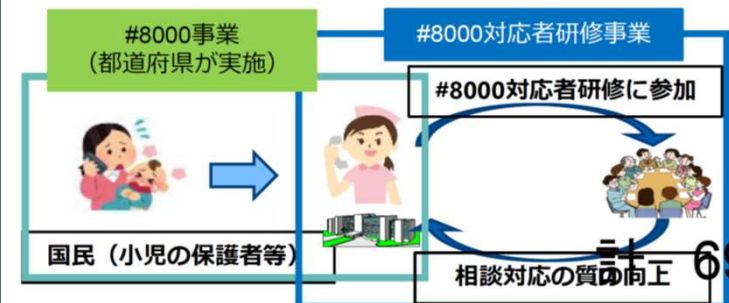 #8000事業
(都道府県が実施)
#8000対応者研修事業
#8000対応者研修に参加
国民(小児の保護者等)
相談対応の質の向上
計 69